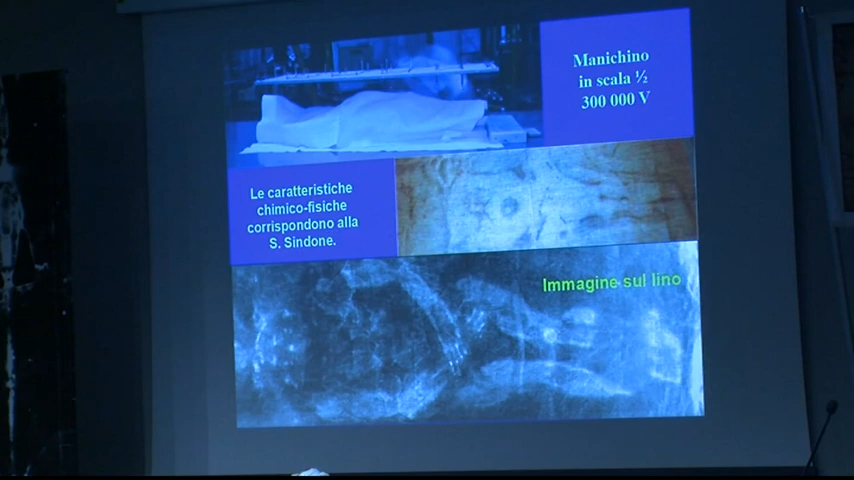 Manichino
in scala ½
300 000 V
Le caratteristiche
chimico-fisiche
corrispondono alla
S. Sindone.
Immagine sul lino